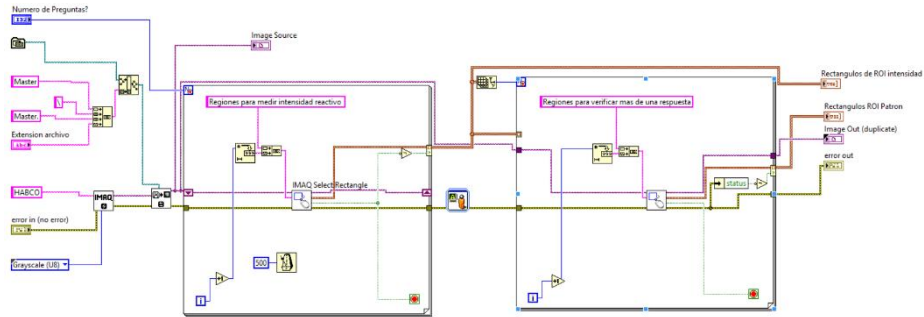 Numero de Preguntas?
Image Source
Master
\
Master.
Extension archivo
HABCO
IMAQ
error in (no error)
Grayscale (U8)
Regiones para medir intensidad reactivo
IMAQ Select Rectangle
500
i
Regiones para verificar mas de una respuesta
status
i
Rectangulos de ROI intensidad
Rectangulos ROI Patron
Image Out (duplicate)
error out